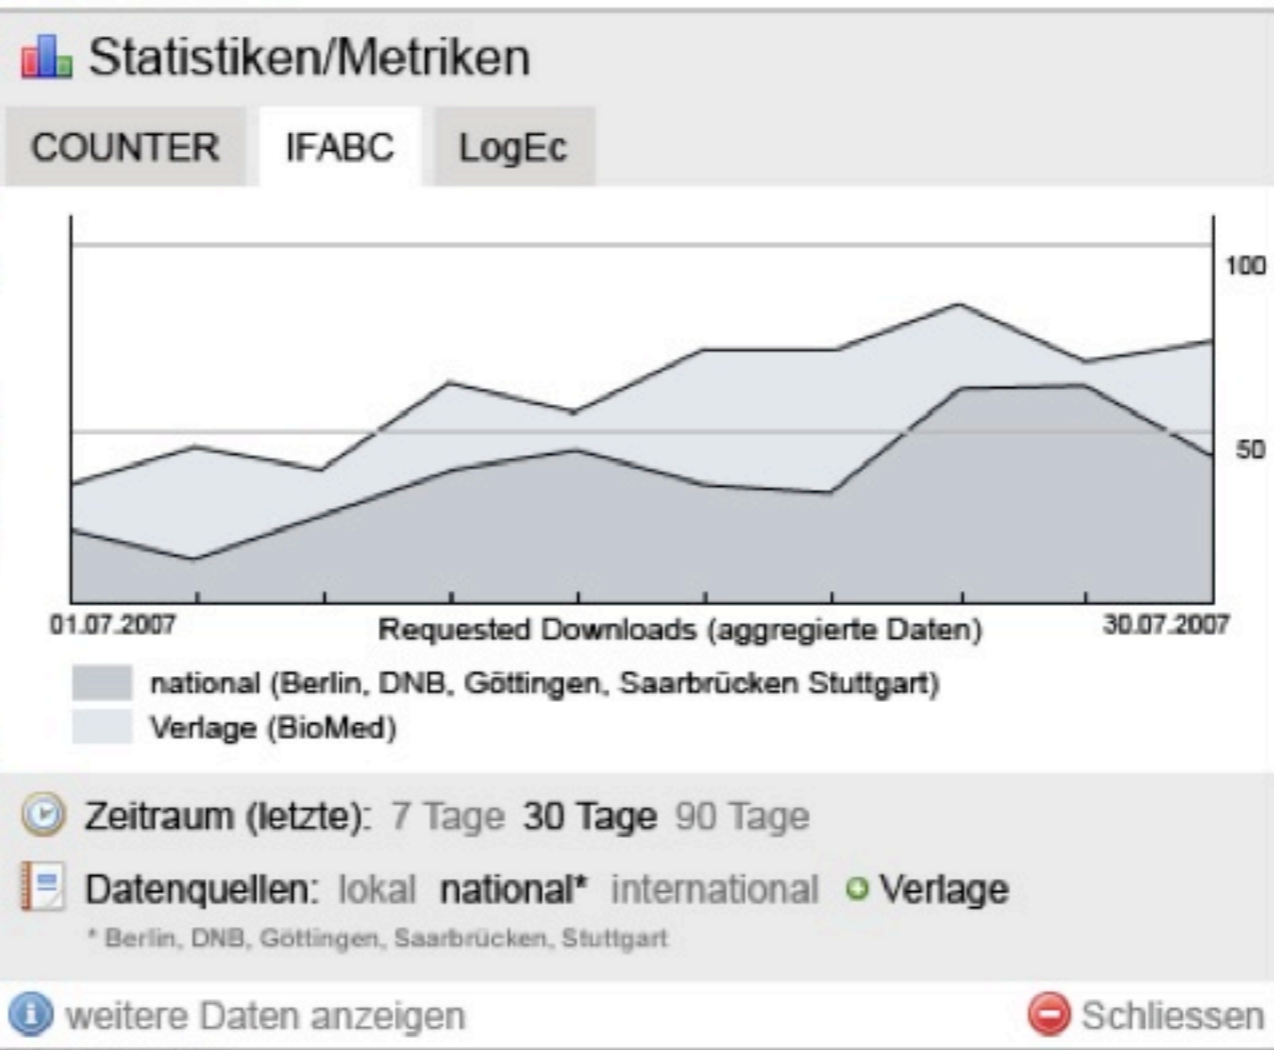 Statistiken/Metriken
COUNTER IFABC LogEc
100
50
01.07.2007 Requested Downloads (aggregierte Daten) 30.07.2007
national (Berlin, DNB, Göttingen, Saarbrücken Stuttgart)
Verlage (BioMed)
Zeitraum (letzte): 7 Tage 30 Tage 90 Tage
Datenquellen: lokal national* international Verlage
* Berlin, DNB, Göttingen, Saarbrücken, Stuttgart
weitere Daten anzeigen Schliessen